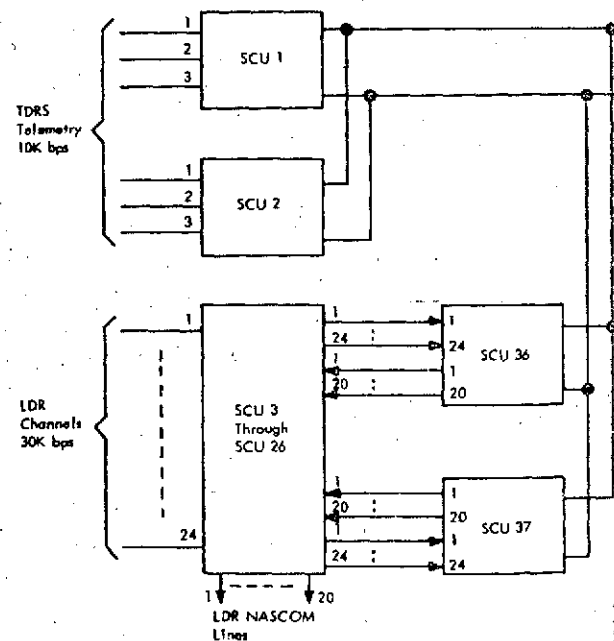 1
2
3
SCU 1
TDRS
Telemetry
10K bps
1
2
3
SCU 2
1
24
1
20
1
24
1
20
SCU 36
LDR
Channels
30K bps
1
24
SCU 3
Through
SCU 26
1
20
1
24
1
20
1
24
SCU 37
1
20
LDR NASCOM
Lines